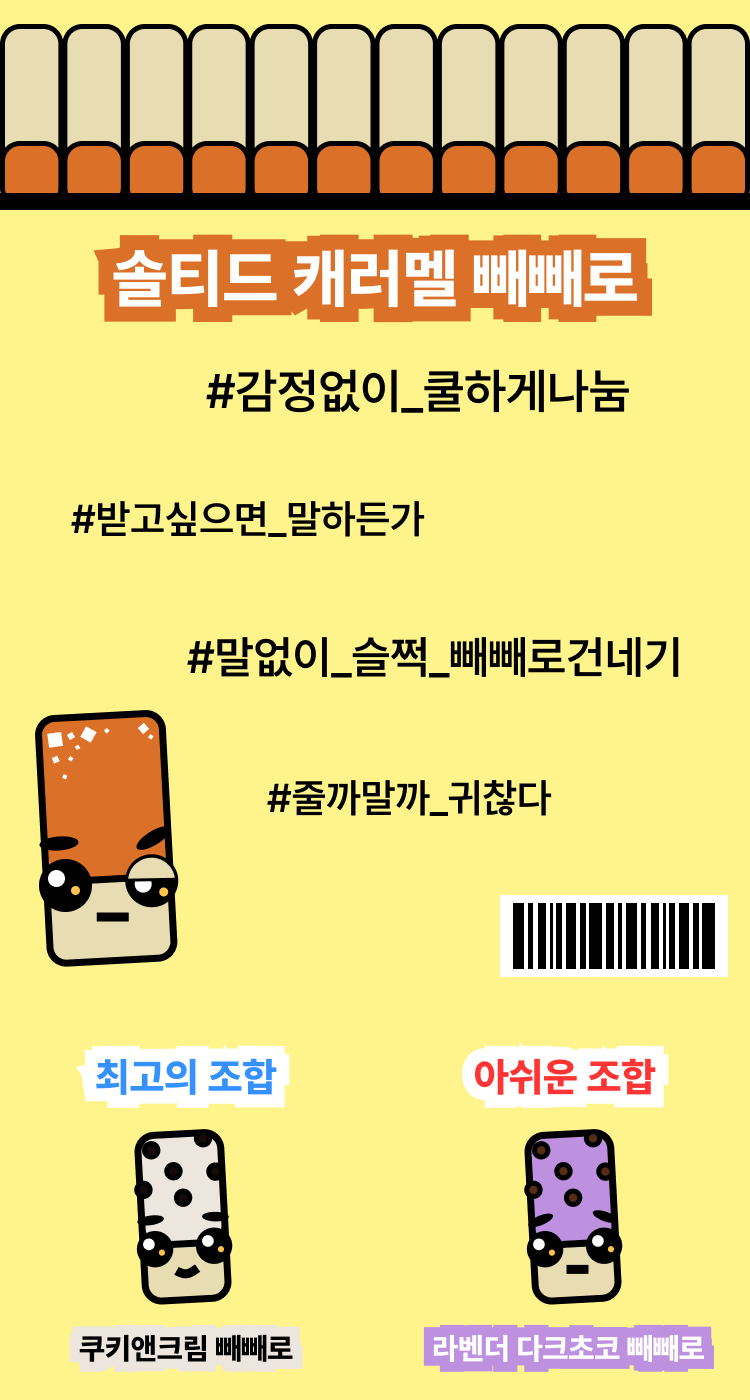 솔티드 캐러멜 빼빼로
#감정없이_쿨하게나눔
#받고싶으면_말하든가
#말없이_슬쩍_빼빼로건네기
#줄까말까_귀찮다
최고의 조합
아쉬운 조합
쿠키앤크림 빼빼로
라벤더 다크초코 빼빼로